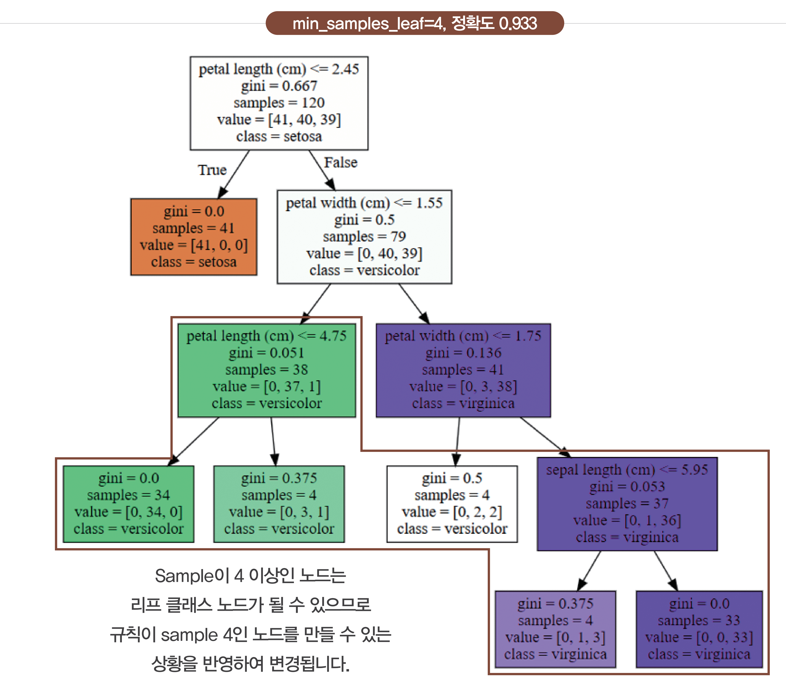 min_samples_leaf=4, 정확도 0.933
petal length (cm) <= 2.45
gini = 0.667
samples = 120
value = [41, 40, 39]
class = setosa
True
False
gini = 0.0
samples = 41
value = [41, 0, 0]
class = setosa
petal width (cm) <= 1.55
gini = 0.5
samples = 79
value = [0, 40, 39]
class = versicolor
petal length (cm) <= 4.75
gini = 0.051
samples = 38
value = [0, 37, 1]
class = versicolor
petal width (cm) <= 1.75
gini = 0.136
samples = 41
value = [0, 3, 38]
class = virginica
gini = 0.0
samples = 34
value = [0, 34, 0]
class = versicolor
gini = 0.375
samples = 4
value = [0, 3, 1]
class = versicolor
gini = 0.5
samples = 4
value = [0, 2, 2]
class = versicolor
sepal length (cm) <= 5.95
gini = 0.053
samples = 37
value = [0, 1, 36]
class = virginica
gini = 0.375
samples = 4
value = [0, 1, 3]
class = virginica
gini = 0.0
samples = 33
value = [0, 0, 33]
class = virginica
Sample이 4 이상인 노드는
리프 클래스 노드가 될 수 있으므로
규칙이 sample 4인 노드를 만들 수 있는
상황을 반영하여 변경됩니다.